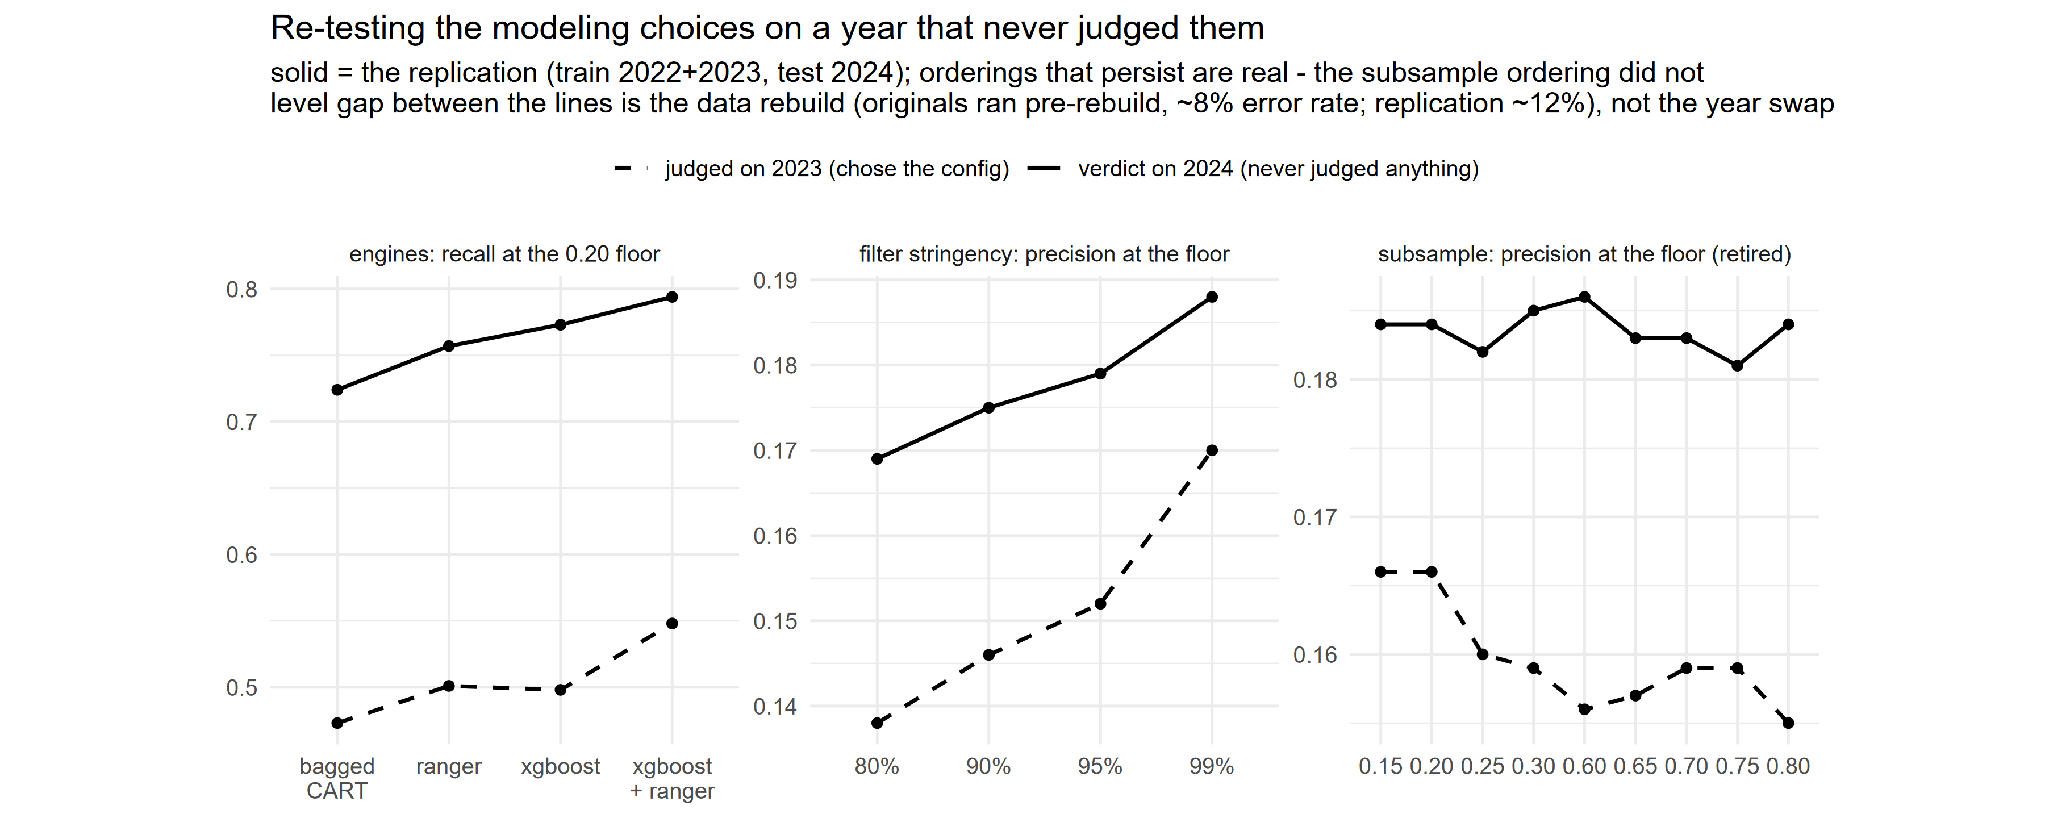 Re-testing the modeling choices on a year that never judged them
solid = the replication (train 2022+2023, test 2024); orderings that persist are real - the subsample ordering did not
level gap between the lines is the data rebuild (originals ran pre-rebuild, ~8% error rate; replication ~12%), not the year swap
judged on 2023 (chose the config) verdict on 2024 (never judged anything)
engines: recall at the 0.20 floor
0.8
0.7
0.6
0.5
bagged CART
ranger
xgboost
xgboost + ranger
filter stringency: precision at the floor
0.19
0.18
0.17
0.16
0.15
0.14
80% 90% 95% 99%
subsample: precision at the floor (retired)
0.18
0.17
0.16
0.15 0.20 0.25 0.30 0.60 0.65 0.70 0.75 0.80